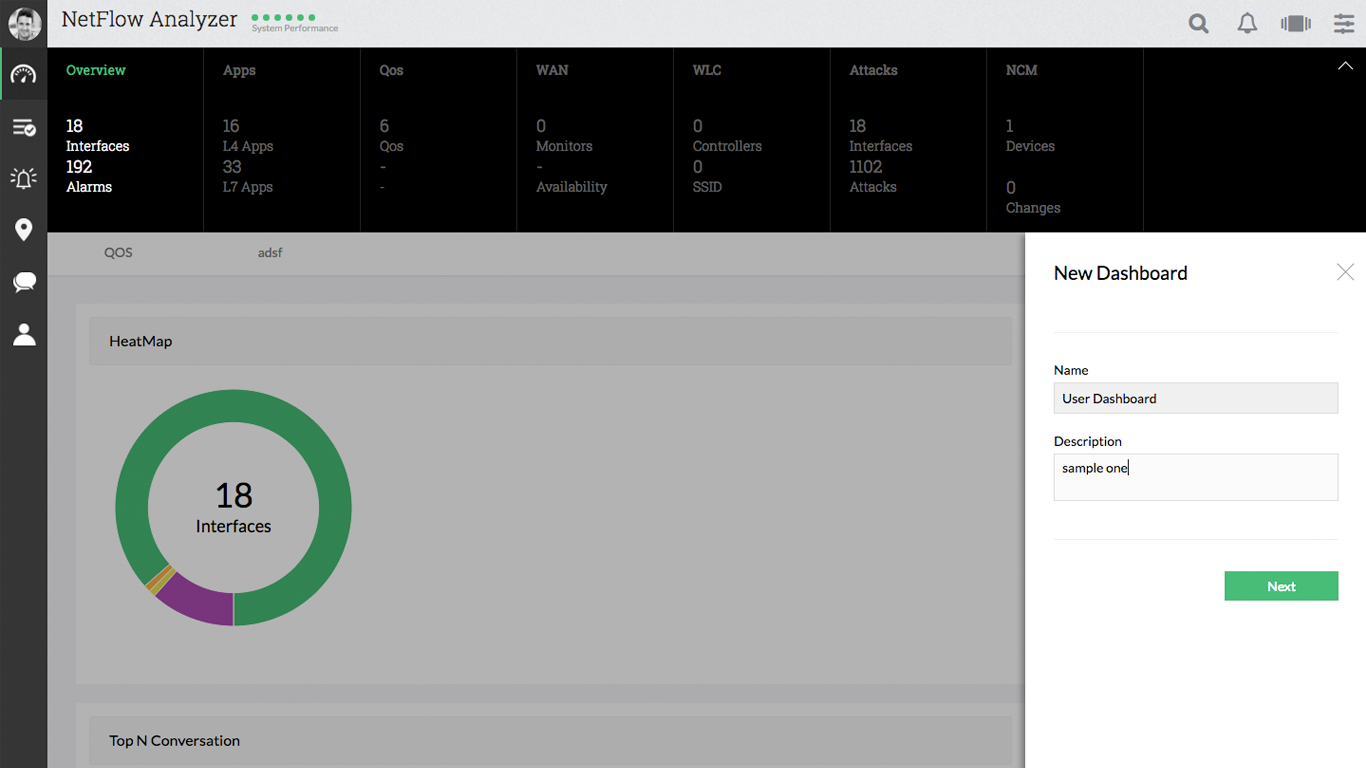 NetFlow Analyzer
System Performance
Overview
18
Interfaces
192
Alarms
Apps
16
L4 Apps
33
L7 Apps
Qos
6
Qos
-
-
WAN
0
Monitors
-
Availability
WLC
0
Controllers
0
SSID
Attacks
18
Interfaces
1102
Attacks
NCM
1
Devices
0
Changes
QOS
adsf
HeatMap
18
Interfaces
Top N Conversation
New Dashboard
Name
User Dashboard
Description
sample one
Next